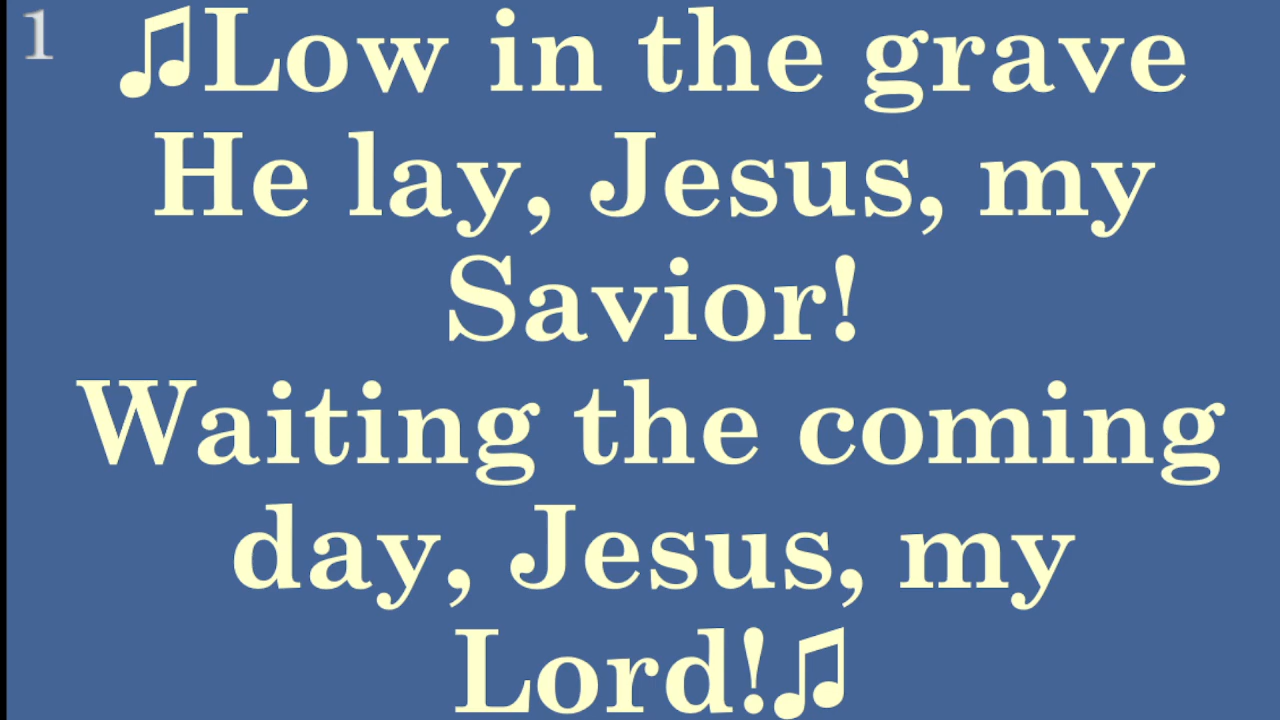 1
♫Low in the grave
He lay, Jesus, my
Savior!
Waiting the coming
day, Jesus, my
Lord!♫